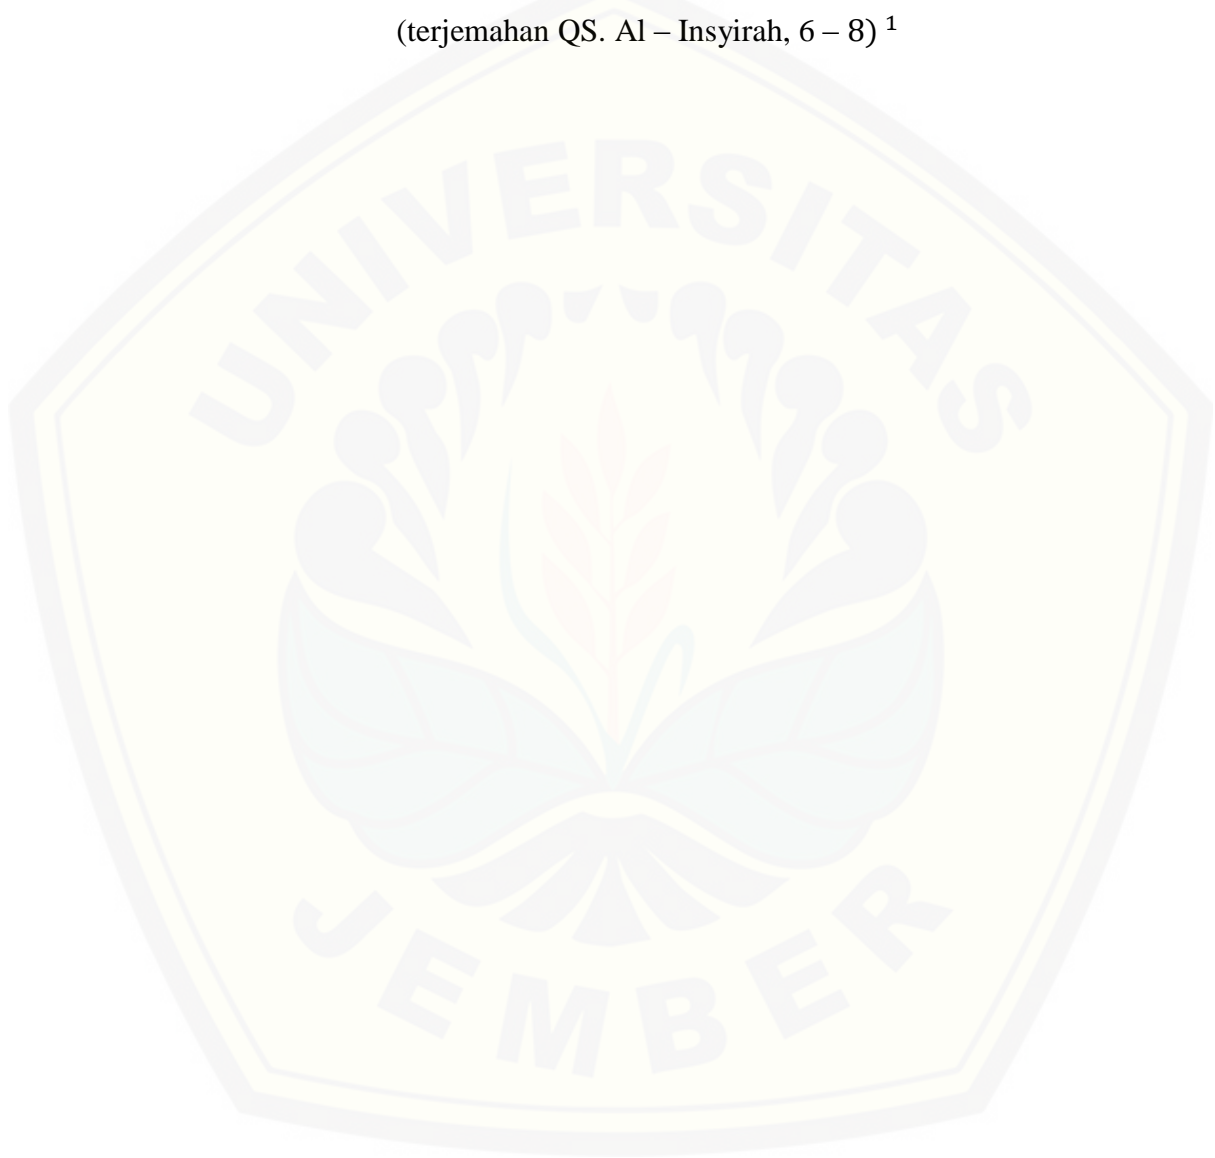 (terjemahan QS. Al – Insyirah, 6 – 8) ¹
UNIVERSITAS
JEMBER